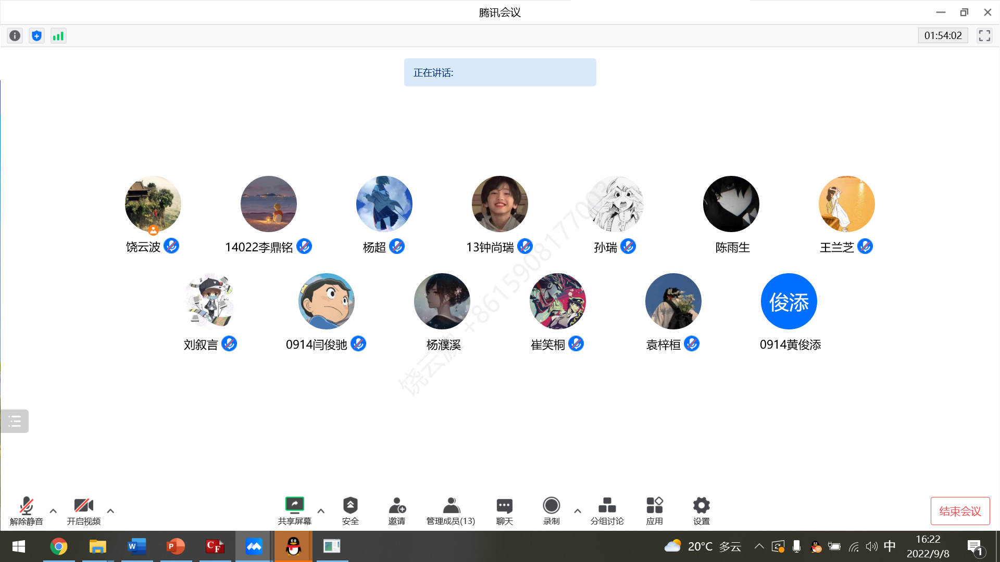 腾讯会议
01:54:02
正在讲话:
饶云波
14022李鼎铭
杨超
13钟尚瑞
孙瑞
陈雨生
王兰芝
俊添
刘叙言
0914闫俊驰
杨濮溪
崔笑桐
袁梓桓
0914黄俊添
解除静音
开启视频
共享屏幕
安全
邀请
管理成员(13)
聊天
录制
分组讨论
应用
设置
结束会议
20°C 多云
中
16:22
2022/9/8
1